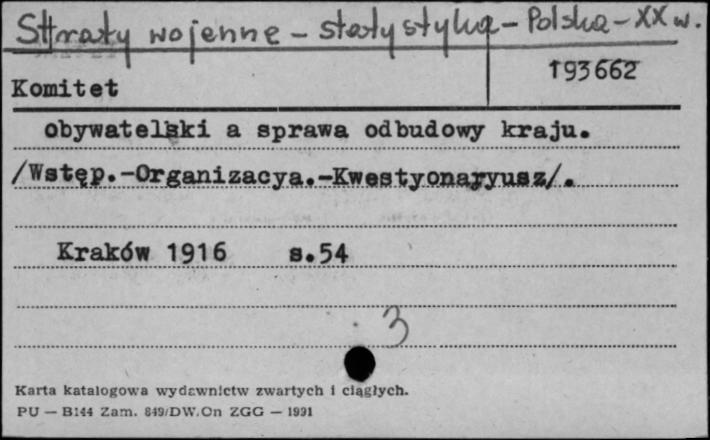 Straty wojenne - statystyka - Polska - XX w.
193662
Komitet
obywatelski a sprawa odbudowy kraju.
/Wstęp.-Organizacya.-Kwestyonaryusz/.
Kraków 1916 s.54
3
Karta katalogowa wydawnictw zwartych i ciągłych.
PU — B144 Zam. 849/DW.On ZGG — 1991